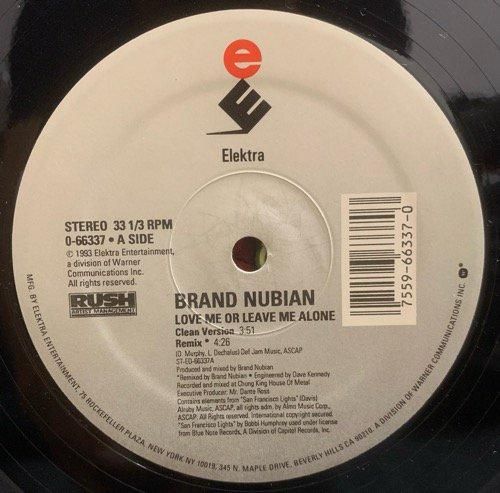 e
E
Elektra
STEREO 33 1/3 RPM
0-66337 • A SIDE
℗ 1993 Elektra Entertainment,
a division of Warner
Communications Inc.
All rights reserved.
RUSH
ARTIST MANAGEMENT
7559-66337-0
BRAND NUBIAN
LOVE ME OR LEAVE ME ALONE
Clean Version 3:51
Remix * 4:26
(D. Murphy, L. Dechalus) Def Jam Music, ASCAP
ST-ED-66337A
Produced and mixed by Brand Nubian
*Remixed by Brand Nubian • Engineered by Dave Kennedy
Recorded and mixed at Chung King House Of Metal
Executive Producer: Mr. Dante Ross
Contains elements from "San Francisco Lights" (Davis)
Alruby Music, ASCAP, all rights adm. by Almo Music Corp.,
ASCAP, All Rights Reserved. International Copyright Secured.
"San Francisco Lights" by Bobbi Humphrey used under license
from Blue Note Records, A Division of Capitol Records, Inc.
MFG. BY ELEKTRA ENTERTAINMENT, 75 ROCKEFELLER PLAZA, NEW YORK NY 10019, 345 N. MAPLE DRIVE, BEVERLY HILLS CA 90210. A DIVISION OF WARNER COMMUNICATIONS INC.